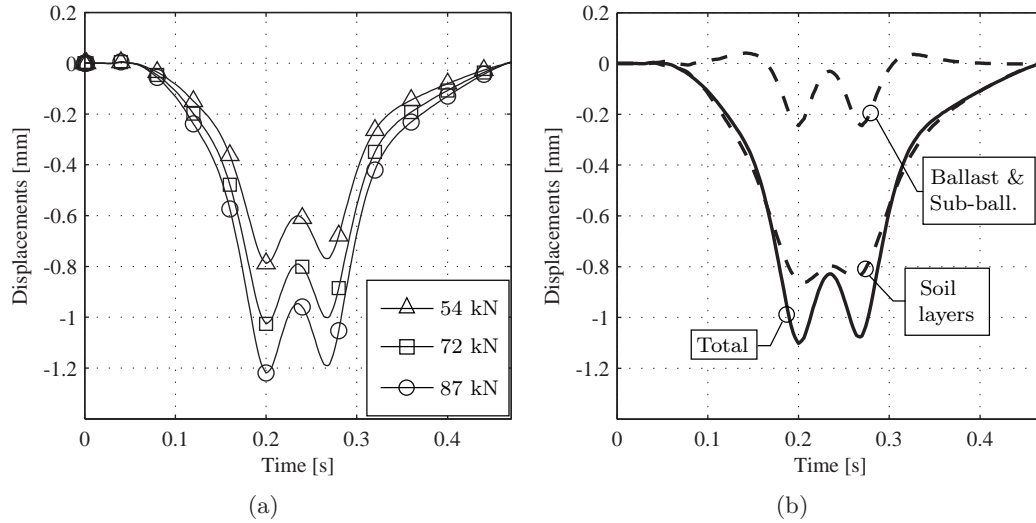 0.2
0
-0.2
-0.4
-0.6
-0.8
-1
-1.2
Displacements [mm]
0
0.1
0.2
0.3
0.4
Time [s]
54 kN
72 kN
87 kN
(a)
0.2
0
-0.2
-0.4
-0.6
-0.8
-1
-1.2
Displacements [mm]
0
0.1
0.2
0.3
0.4
Time [s]
Ballast &
Sub-ball.
Soil
layers
Total
(b)